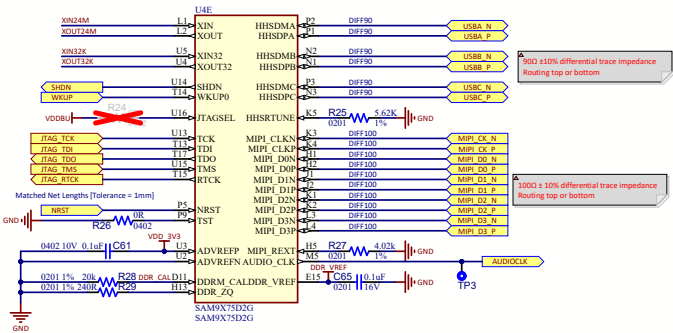 U4E
XIN24M L1 XIN HHSDMA P2 DIFF90 USBA_N
XOUT24M L2 XOUT HHSDPA P1 DIFF90 USBA_P
XIN32K U5 XIN32 HHSDMB N2 DIFF90 USBB_N
XOUT32K U4 XOUT32 HHSDPB N1 DIFF90 USBB_P
90Ω ±10% differential trace impedance
Routing top or bottom
SHDN U14 SHDN HHSDMC P3 DIFF90 USBC_N
WKUP T14 WKUP0 HHSDPC N3 DIFF90 USBC_P
R24
VDDBU U16 JTAGSEL HHSRTUNE K5 R25 5.62K GND
0201 1%
JTAG_TCK U13 TCK MIPI_CLKN K3 DIFF100 MIPI_CK_N
JTAG_TDI T13 TDI MIPI_CLKP K4 DIFF100 MIPI_CK_P
JTAG_TDO T17 TDO MIPI_D0N H1 DIFF100 MIPI_D0_N
JTAG_TMS U15 TMS MIPI_D0P H2 DIFF100 MIPI_D0_P
JTAG_RTCK T15 RTCK MIPI_D1N J1 DIFF100 MIPI_D1_N
MIPI_D1P J2 DIFF100 MIPI_D1_P
MIPI_D2N K1 DIFF100 MIPI_D2_N
MIPI_D2P K2 DIFF100 MIPI_D2_P
MIPI_D3N L3 DIFF100 MIPI_D3_N
MIPI_D3P L4 DIFF100 MIPI_D3_P
100Ω ± 10% differential trace impedance
Routing top or bottom
Matched Net Lengths [Tolerance = 1mm]
NRST P5 NRST
GND R26 0R 0402 P9 TST
VDD_3V3
0402 10V 0.1uF C61 U3 ADVREFP MIPI_REXT H5 R27 4.02k GND
0201 1%
U2 ADVREFN AUDIO_CLK M5 AUDIOCLK
TP3
DDR_VREF
0201 1% 20k R28 DDR_CAL D11 DDRM_CAL DDR_VREF E15 C65 0.1uF GND
0201 16V
0201 1% 240R R29 H13 DDR_ZQ
GND
SAM9X75D2G
SAM9X75D2G